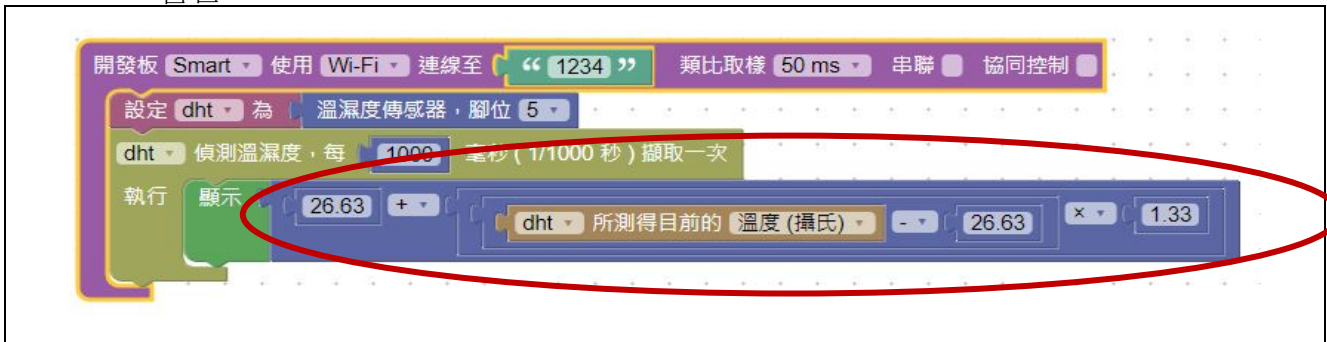 開發板 Smart 使用 Wi-Fi 連線至 “ 1234 ” 類比取樣 50 ms 串聯 協同控制
設定 dht 為 溫濕度傳感器，腳位 5
dht 偵測溫濕度，每 1000 毫秒 ( 1/1000 秒 ) 擷取一次
執行 顯示 26.63 + dht 所測得目前的 溫度 (攝氏) - 26.63 × 1.33